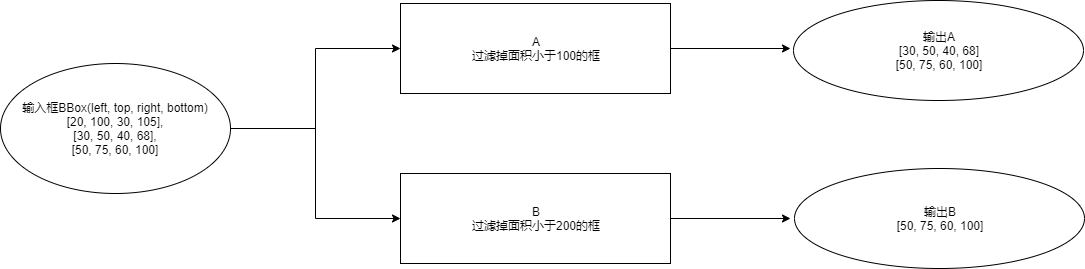 输入框BBox(left, top, right, bottom)
[20, 100, 30, 105],
[30, 50, 40, 68],
[50, 75, 60, 100]
A
过滤掉面积小于100的框
输出A
[30, 50, 40, 68]
[50, 75, 60, 100]
B
过滤掉面积小于200的框
输出B
[50, 75, 60, 100]